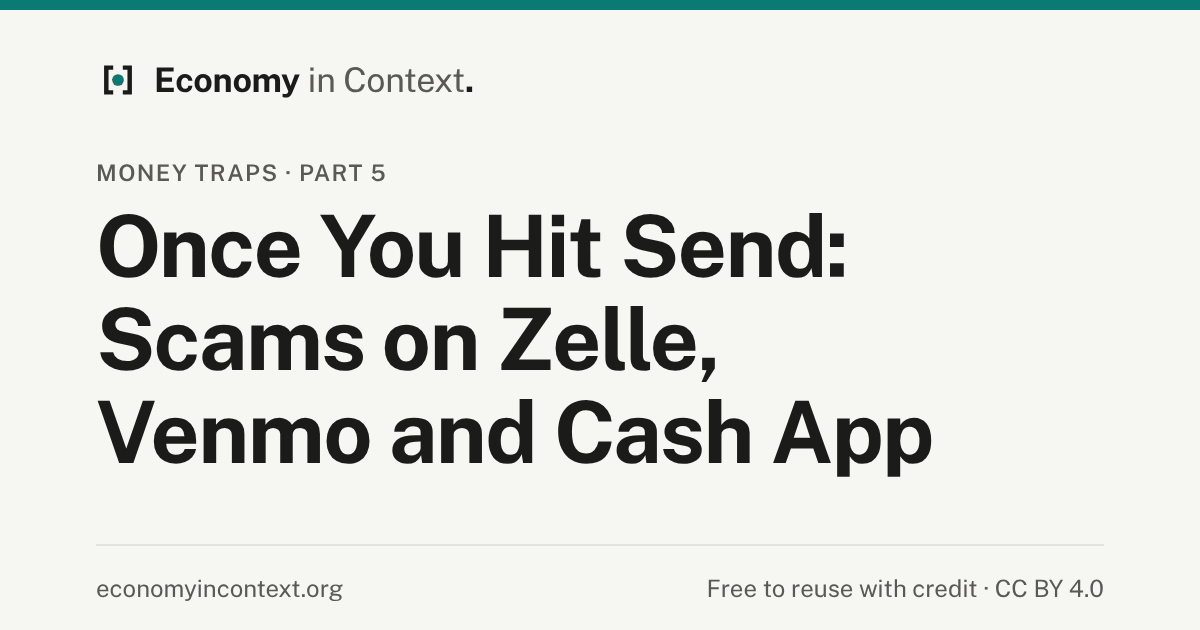 Economy in Context.
MONEY TRAPS · PART 5
Once You Hit Send:
Scams on Zelle,
Venmo and Cash App
economyincontext.org
Free to reuse with credit · CC BY 4.0